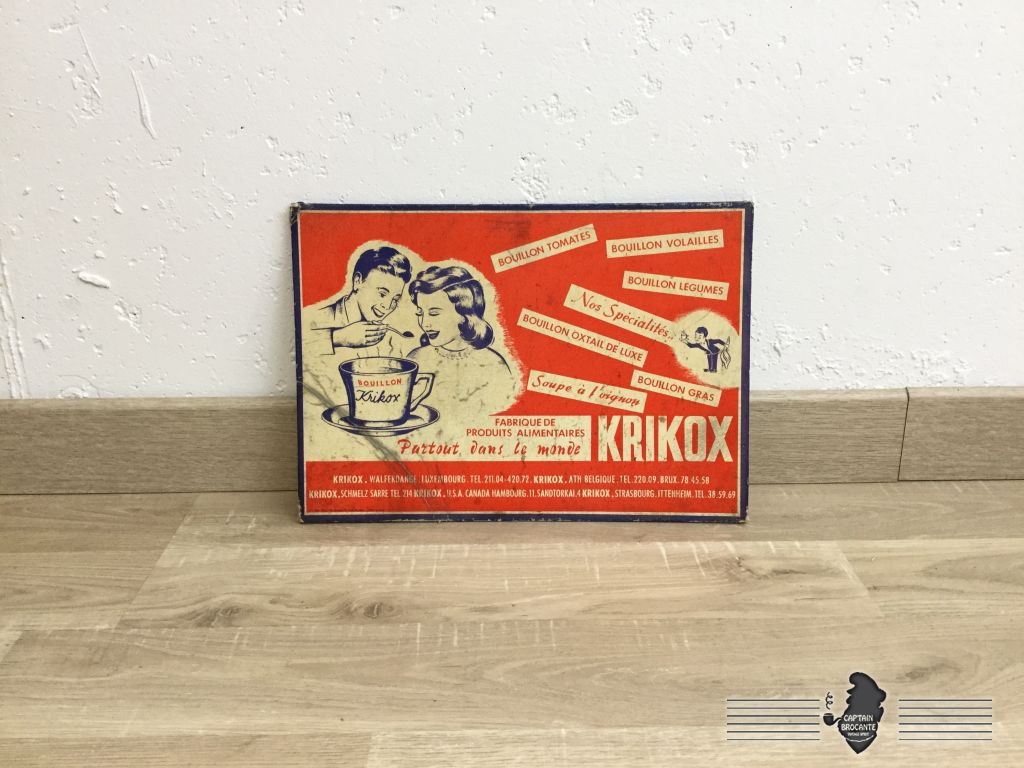 BOUILLON TOMATES
BOUILLON VOLAILLES
BOUILLON LÉGUMES
Nos Spécialités..
BOUILLON OXTAIL DE LUXE
Soupe à l'oignon
BOUILLON GRAS
BOUILLON
Krikox
FABRIQUE DE
PRODUITS ALIMENTAIRES
Partout dans le monde
KRIKOX
KRIKOX. WALFERDANGE, LUXEMBOURG. TEL. 211.04-420.72. KRIKOX. ATH BELGIQUE. TEL. 220.09. BRUX. 78.45.58
KRIKOX. SCHMELZ SARRE TEL 214 KRIKOX. U.S.A. CANADA HAMBOURG. 11. SANDTORKAI. 4 KRIKOX. STRASBOURG. ITTENHEIM. TEL. 38.59.69
CAPTAIN
BROCANTE
VINTAGE SPIRIT